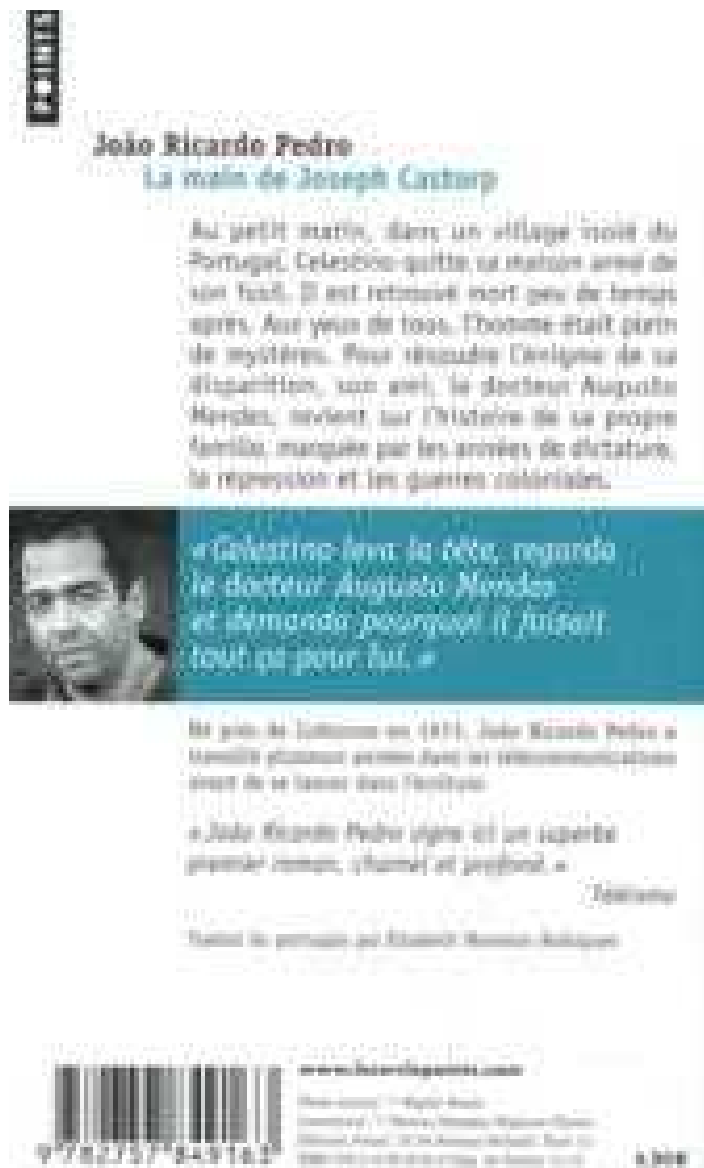 POINTS
João Ricardo Pedro
La main de Joseph Castorp
Au petit matin, dans un village isolé du
Portugal, Celestino quitte sa maison armé de
son fusil. Il est retrouvé mort peu de temps
après. Aux yeux de tous, l'homme était plein
de mystères. Pour résoudre l'énigme de sa
disparition, son ami, le docteur Augusto
Mendes, revient sur l'histoire de sa propre
famille, marquée par les années de dictature,
la répression et les guerres coloniales.
« Celestino leva la tête, regarda
le docteur Augusto Mendes
et demanda pourquoi il faisait
tout ça pour lui. »
Né près de Lisbonne en 1973, João Ricardo Pedro a
travaillé plusieurs années dans les télécommunications
avant de se lancer dans l'écriture.
« João Ricardo Pedro signe ici un superbe
premier roman, charnel et profond. »
Télérama
Traduit du portugais par Elisabeth Monteiro Rodrigues
www.lecerclepoints.com
9 782757 849163